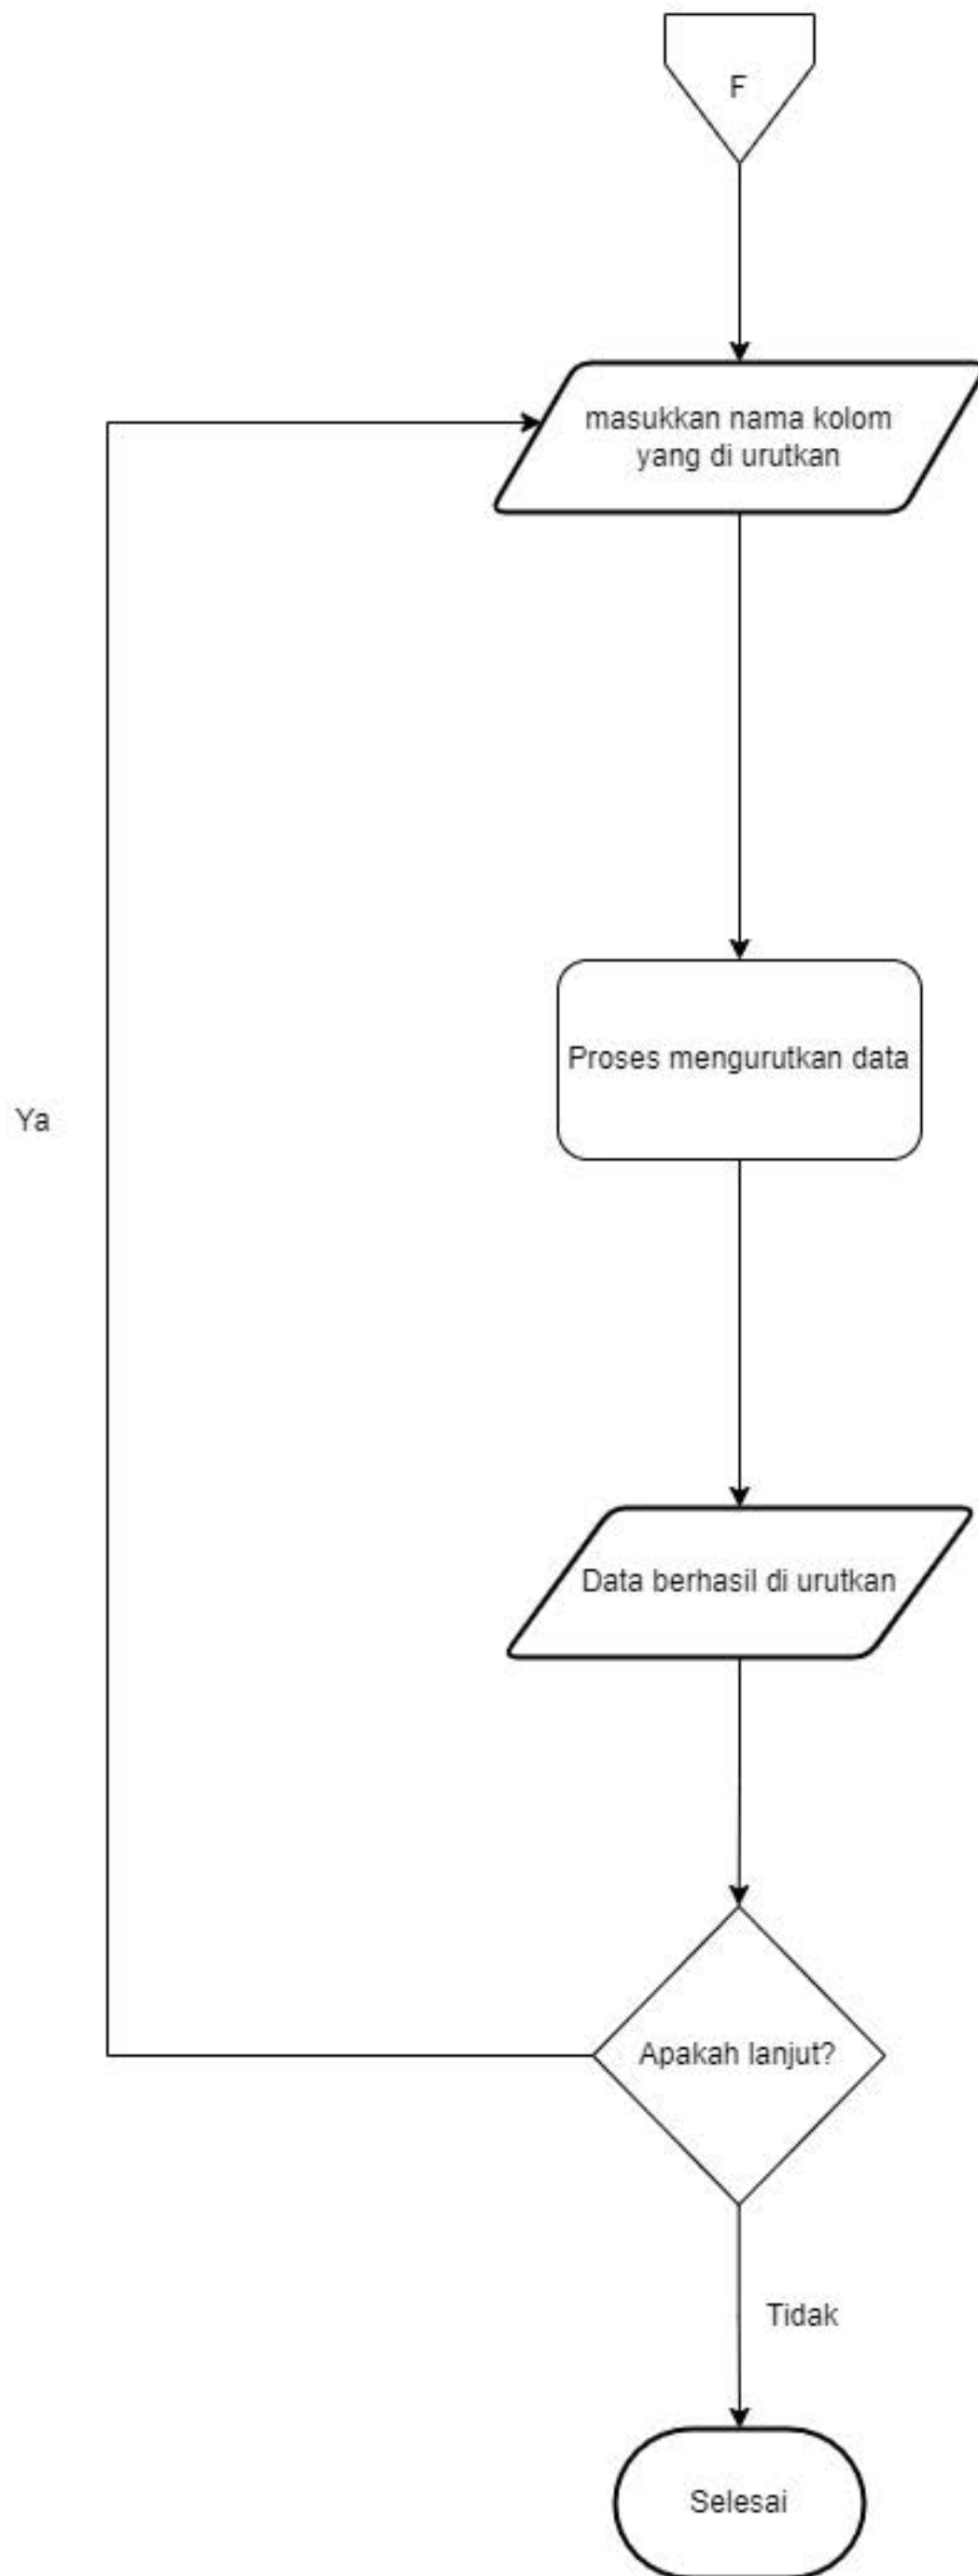 F
masukkan nama kolom
yang di urutkan
Proses mengurutkan data
Ya
Data berhasil di urutkan
Apakah lanjut?
Tidak
Selesai